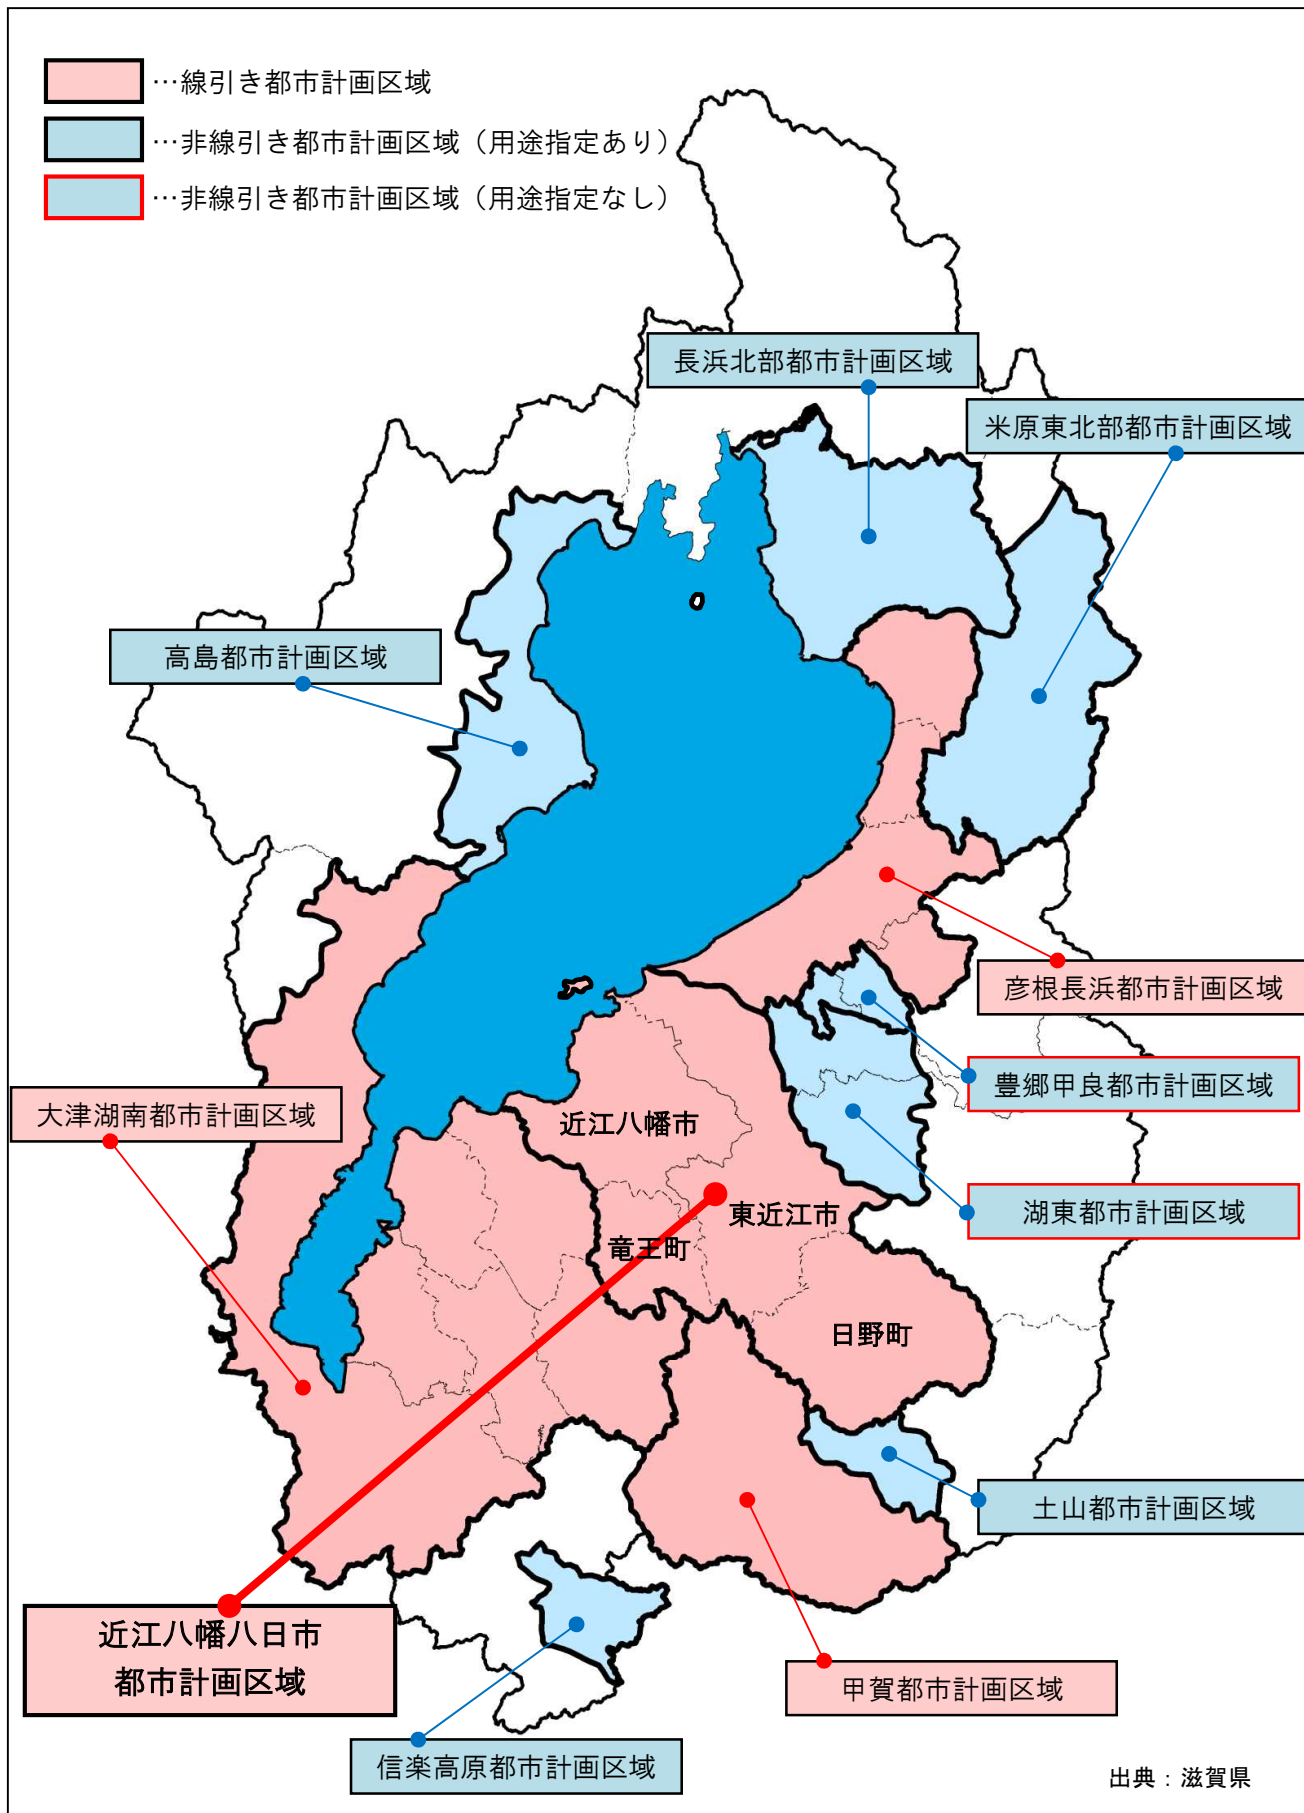 …線引き都市計画区域
…非線引き都市計画区域（用途指定あり）
…非線引き都市計画区域（用途指定なし）
長浜北部都市計画区域
米原東北部都市計画区域
高島都市計画区域
彦根長浜都市計画区域
豊郷甲良都市計画区域
大津湖南都市計画区域
近江八幡市
東近江市
湖東都市計画区域
竜王町
日野町
土山都市計画区域
近江八幡八日市
都市計画区域
甲賀都市計画区域
信楽高原都市計画区域
出典：滋賀県